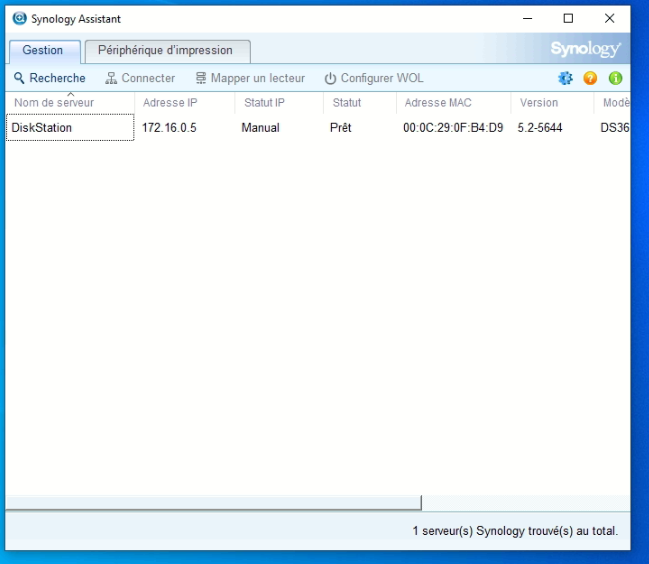 Synology Assistant
Gestion Périphérique d'impression Synology
Recherche Connecter Mapper un lecteur Configurer WOL
Nom de serveur Adresse IP Statut IP Statut Adresse MAC Version Modè
DiskStation 172.16.0.5 Manual Prêt 00:0C:29:0F:B4:D9 5.2-5644 DS36
1 serveur(s) Synology trouvé(s) au total.